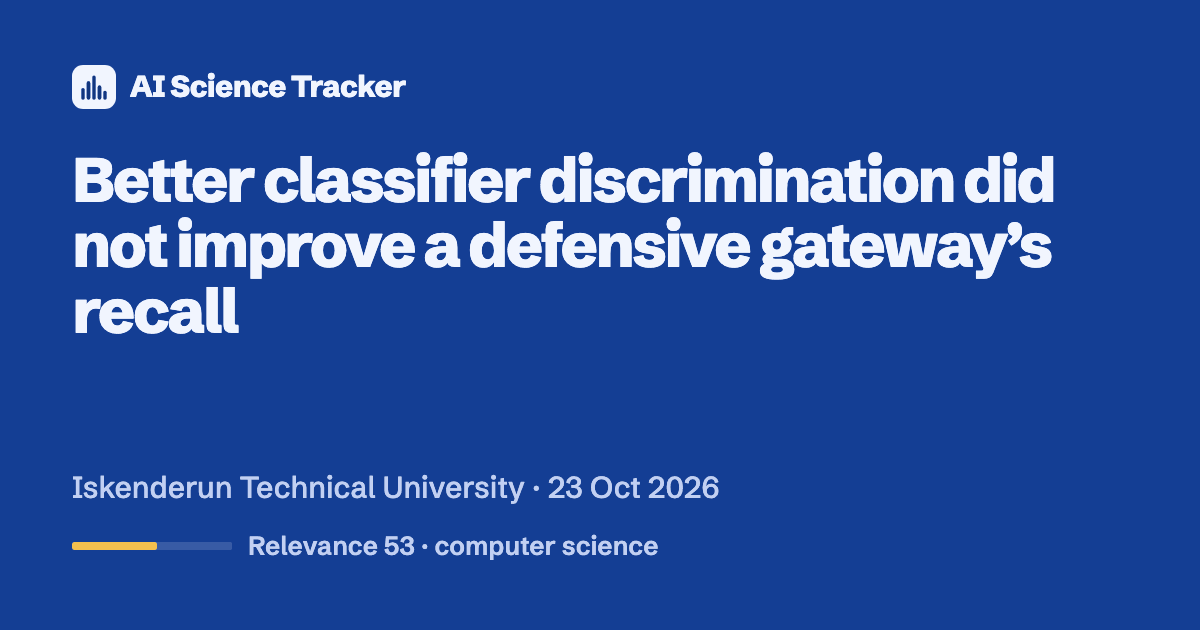 AI Science Tracker
Better classifier discrimination did
not improve a defensive gateway’s
recall
Iskenderun Technical University · 23 Oct 2026
Relevance 53 · computer science